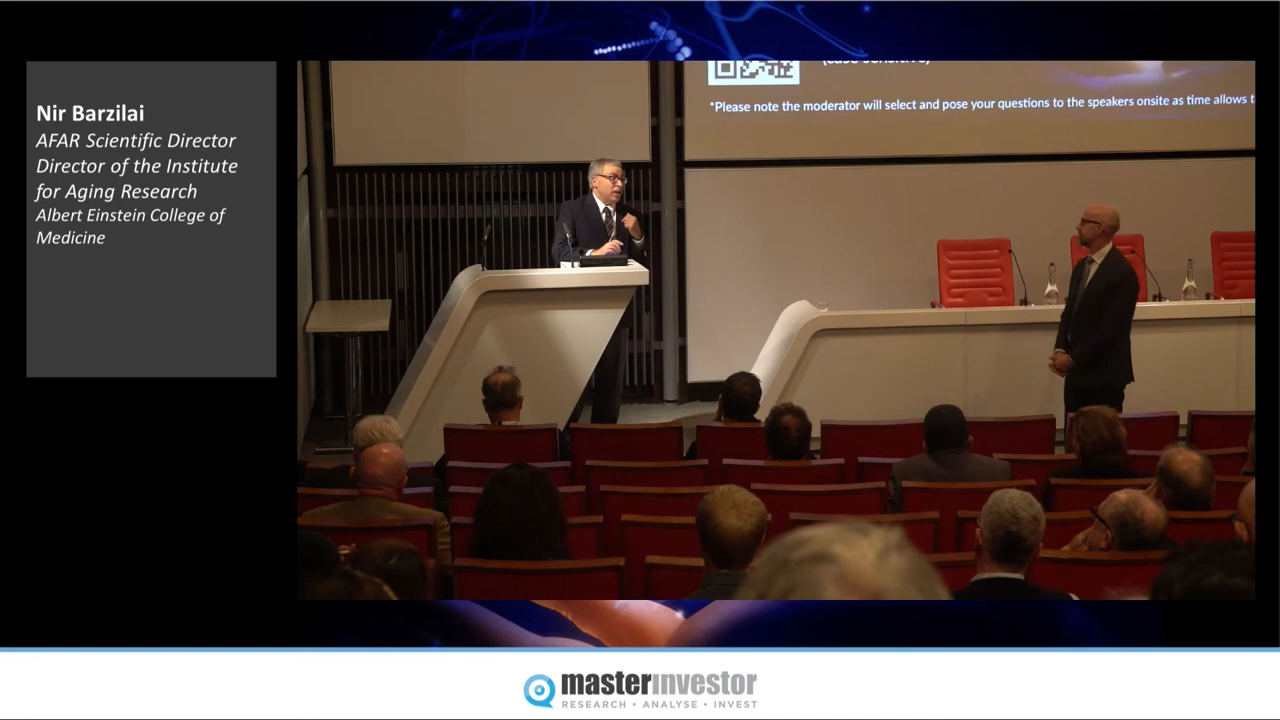 Nir Barzilai
AFAR Scientific Director
Director of the Institute
for Aging Research
Albert Einstein College of
Medicine
(case sensitive)
*Please note the moderator will select and pose your questions to the speakers onsite as time allows
masterinvestor
RESEARCH • ANALYSE • INVEST